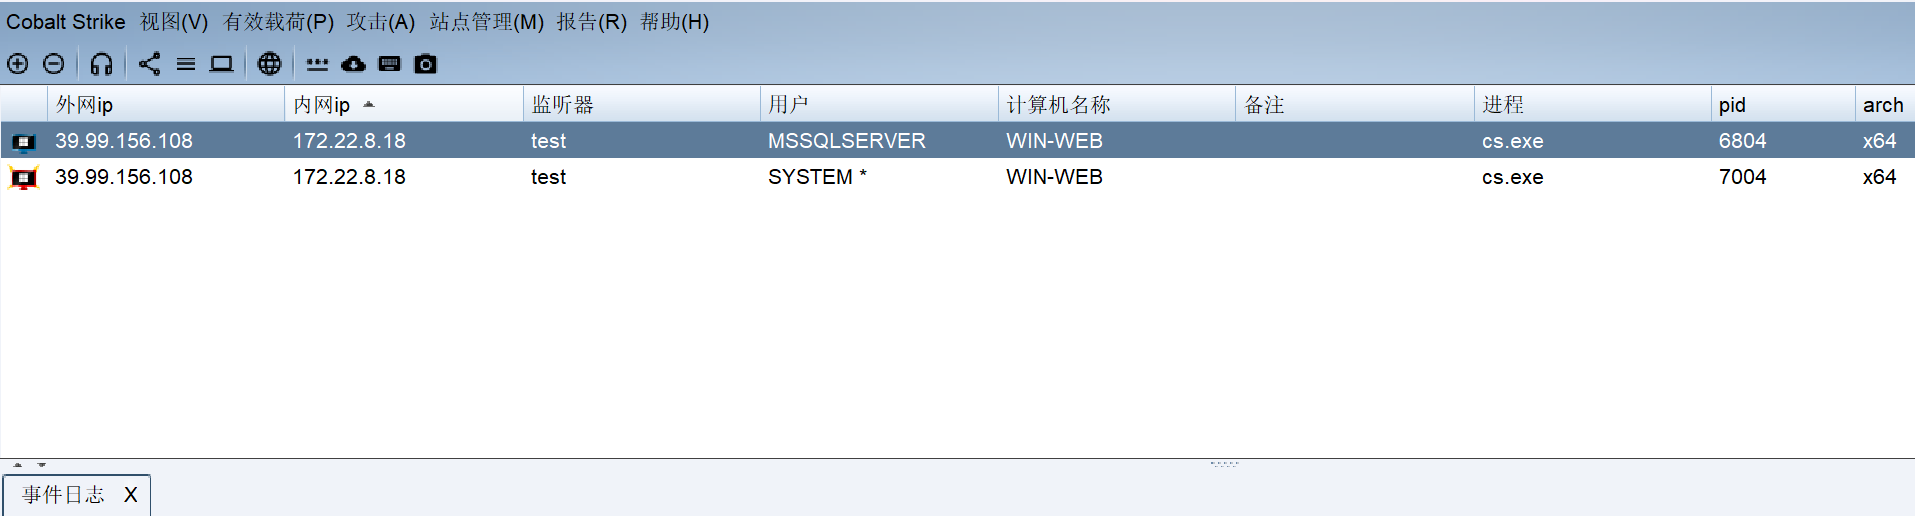 Cobalt Strike 视图(V) 有效载荷(P) 攻击(A) 站点管理(M) 报告(R) 帮助(H)
外网ip 内网ip 监听器 用户 计算机名称 备注 进程 pid arch
39.99.156.108 172.22.8.18 test MSSQLSERVER WIN-WEB cs.exe 6804 x64
39.99.156.108 172.22.8.18 test SYSTEM * WIN-WEB cs.exe 7004 x64
事件日志 X